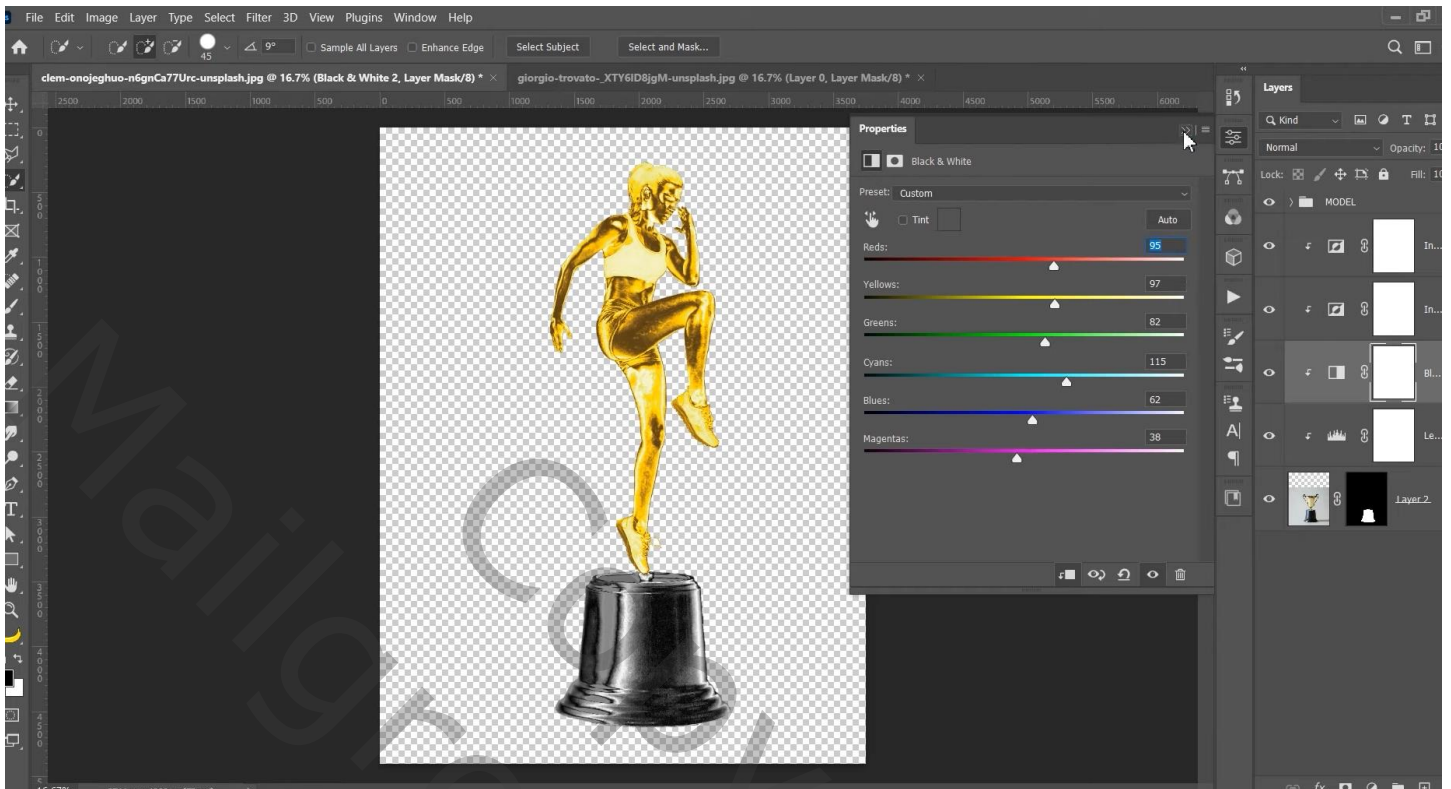 File Edit Image Layer Type Select Filter 3D View Plugins Window Help
45 9° Sample All Layers Enhance Edge Select Subject Select and Mask...
clem-onojeghuo-n6gnCa77Urc-unsplash.jpg @ 16.7% (Black & White 2, Layer Mask/8) * × giorgio-trovato-_XTY6lD8jgM-unsplash.jpg @ 16.7% (Layer 0, Layer Mask/8) * ×
2500 2000 1500 1000 500 0 500 1000 1500 2000 2500 3000 3500 4000 4500 5000 5500 6000
Properties
Black & White
Preset: Custom
Tint Auto
Reds: 95
Yellows: 97
Greens: 82
Cyans: 115
Blues: 62
Magentas: 38
Layers
Kind
Normal Opacity: 10
Lock: Fill: 10
MODEL
In...
In...
Bl...
Le...
Layer 2